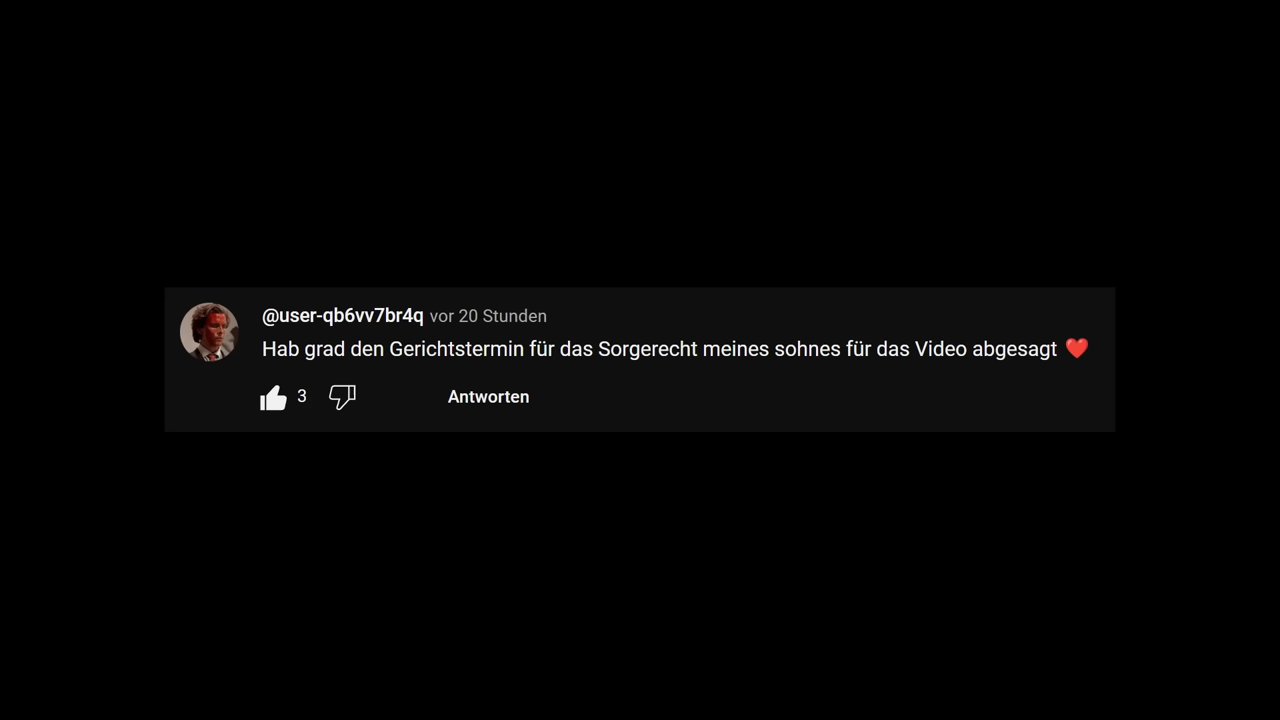 @user-qb6vv7br4q vor 20 Stunden
Hab grad den Gerichtstermin für das Sorgerecht meines sohnes für das Video abgesagt ❤️
3
Antworten